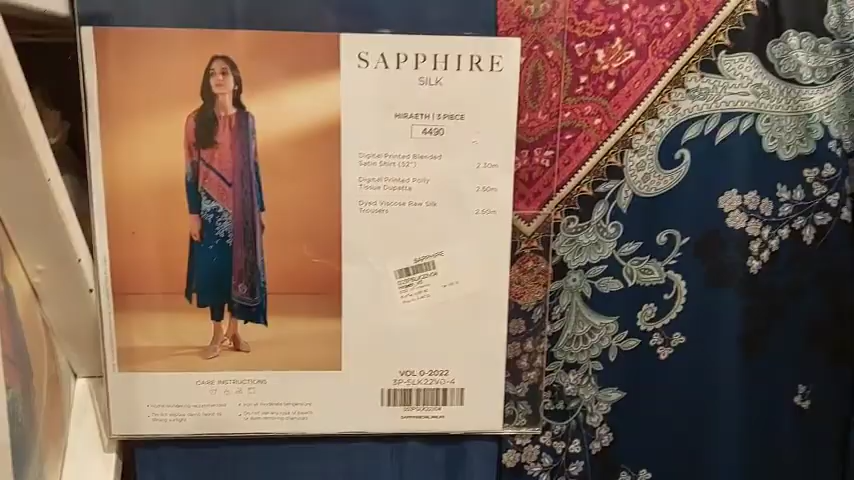 SAPPHIRE
SILK
HIRAETH | 3 PIECE
4490
Digital Printed Blended
Satin Shirt (52") 2.30m
Digital Printed Polly
Tissue Dupatta 2.50m
Dyed Viscose Raw Silk
Trousers 2.50m
SAPPHIRE
VOL 0-2022
3P-SLK22V0-4
CARE INSTRUCTIONS